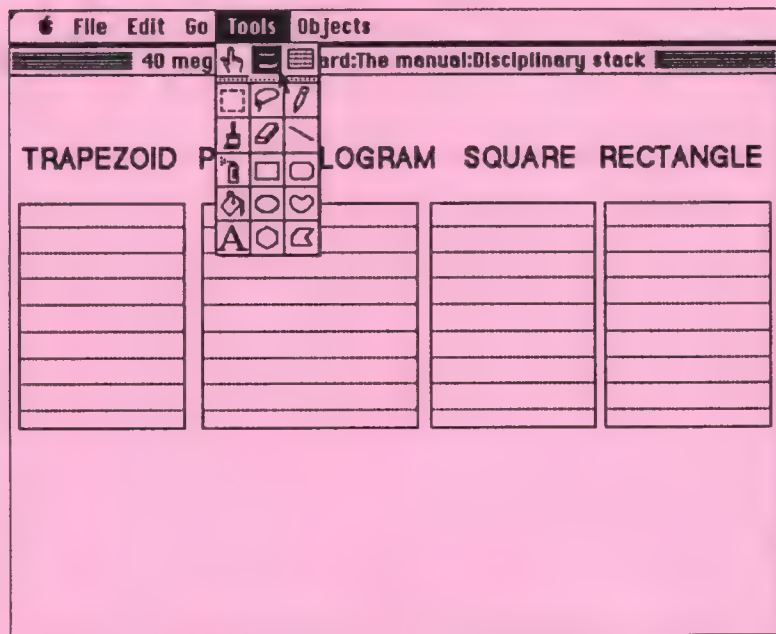 File Edit Go Tools Objects
40 meg ard:The manual:Disciplinary stack
TRAPEZOID P LOGRAM SQUARE RECTANGLE
A